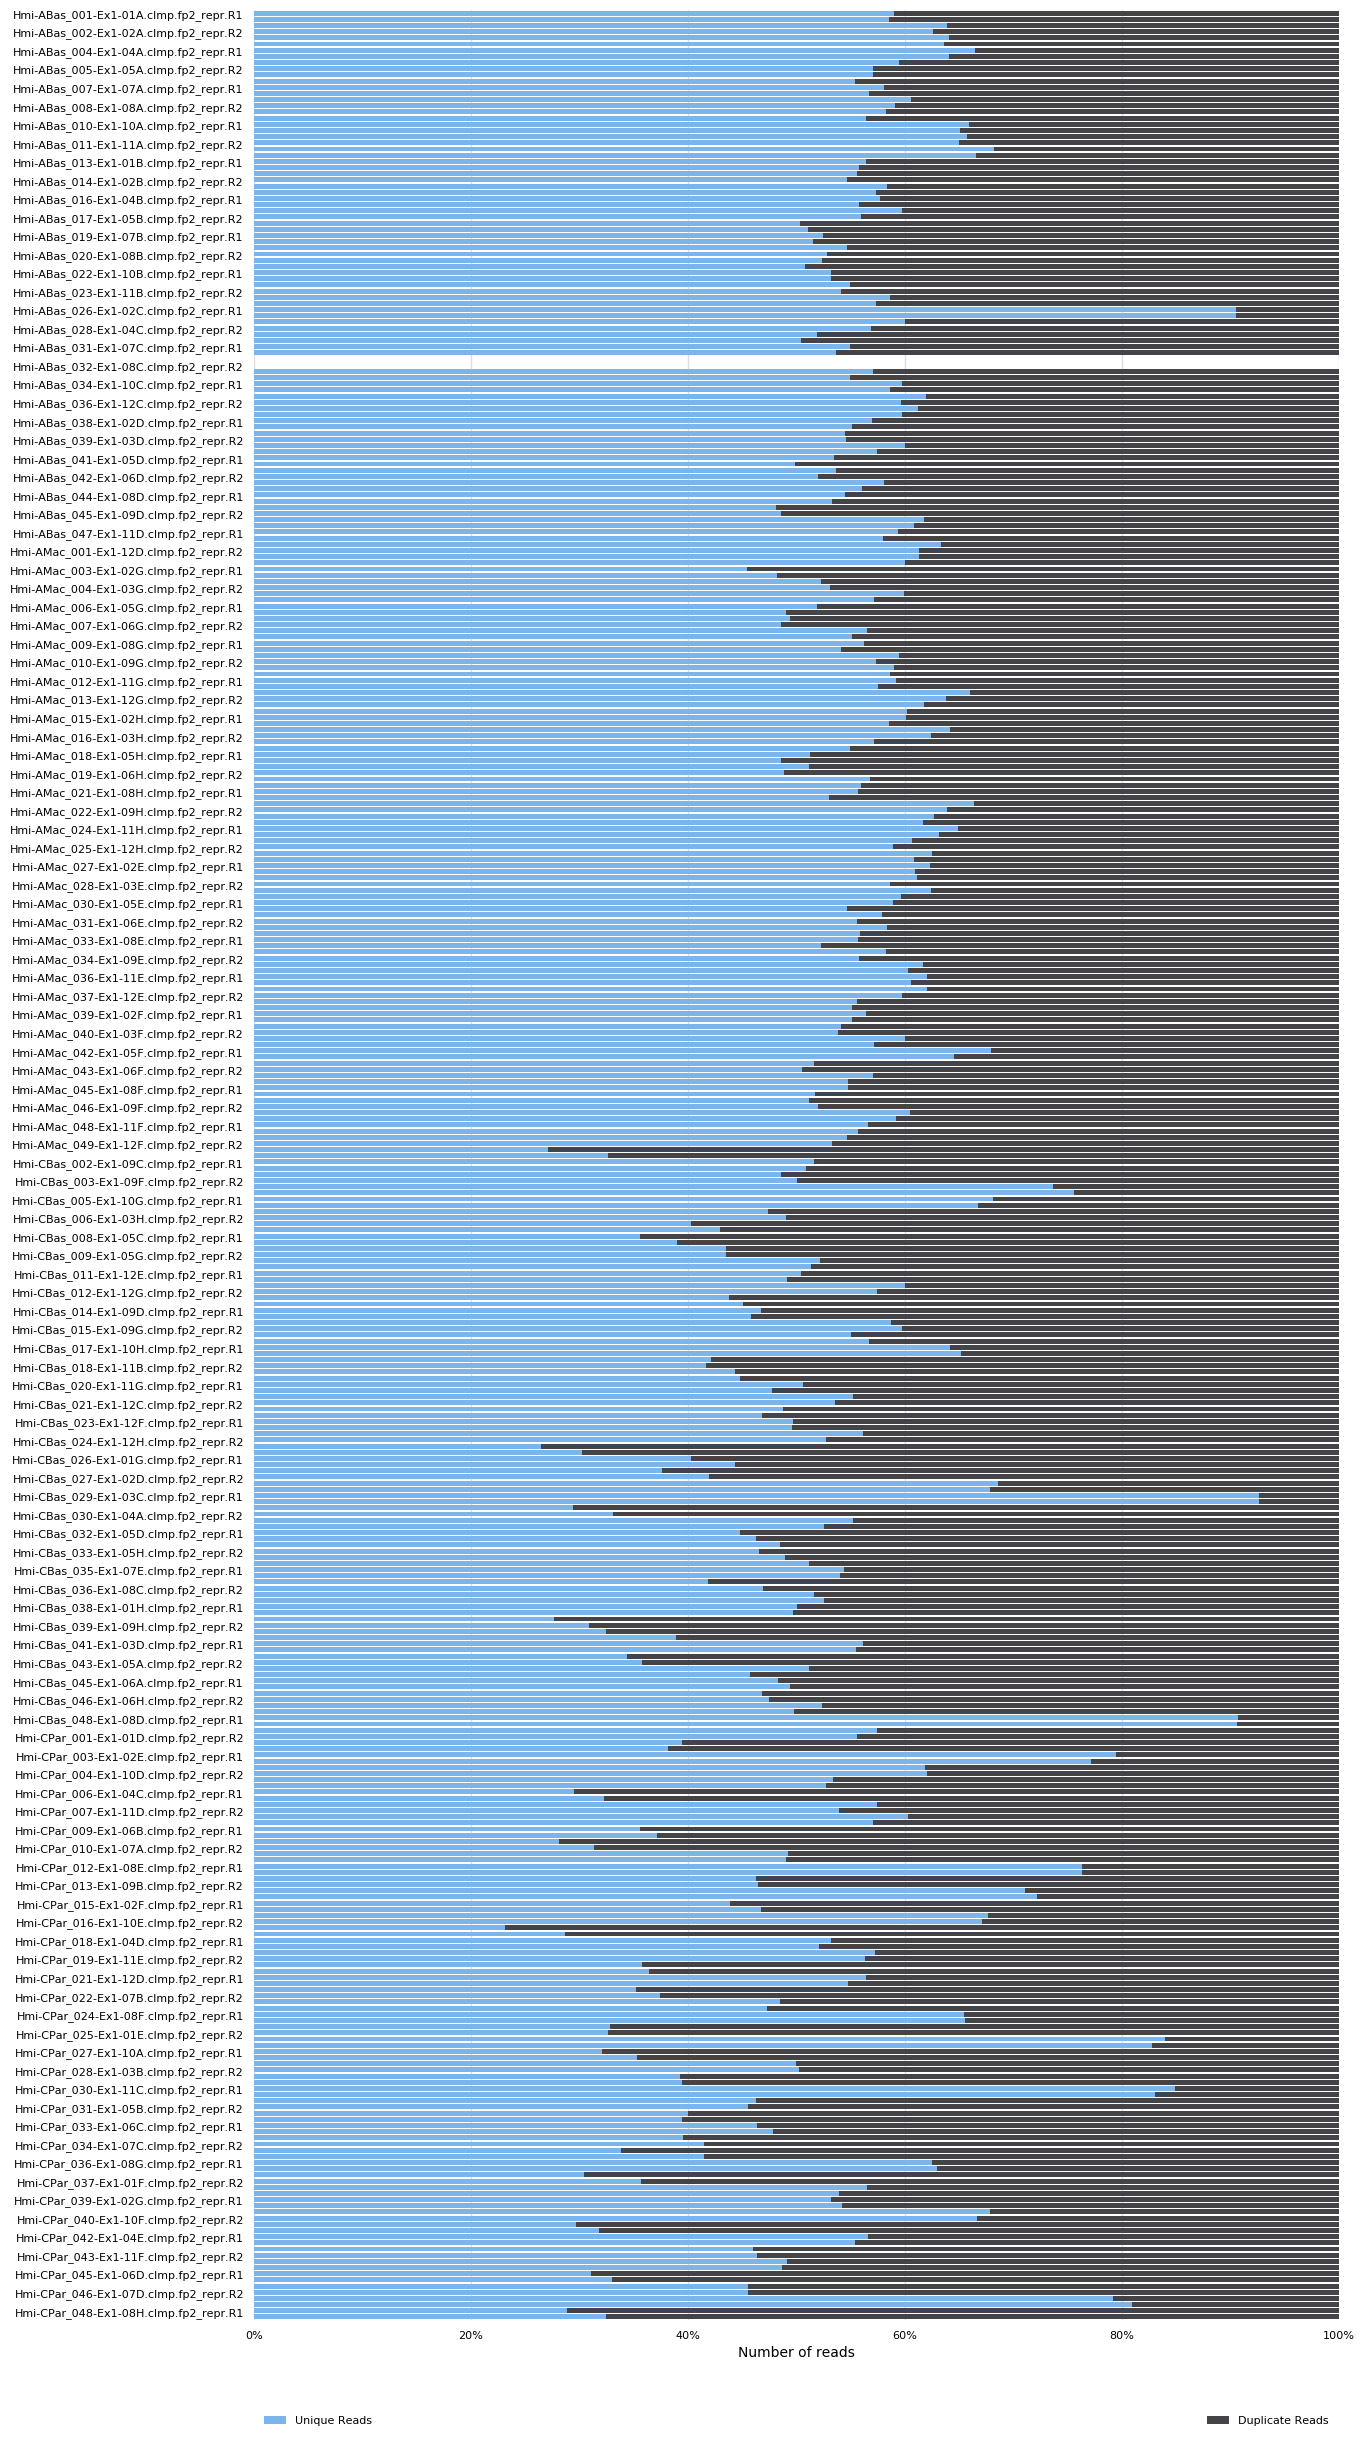 Hmi-ABas_001-Ex1-01A.clmp.fp2_repr.R1
Hmi-ABas_002-Ex1-02A.clmp.fp2_repr.R2
Hmi-ABas_004-Ex1-04A.clmp.fp2_repr.R1
Hmi-ABas_005-Ex1-05A.clmp.fp2_repr.R2
Hmi-ABas_007-Ex1-07A.clmp.fp2_repr.R1
Hmi-ABas_008-Ex1-08A.clmp.fp2_repr.R2
Hmi-ABas_010-Ex1-10A.clmp.fp2_repr.R1
Hmi-ABas_011-Ex1-11A.clmp.fp2_repr.R2
Hmi-ABas_013-Ex1-01B.clmp.fp2_repr.R1
Hmi-ABas_014-Ex1-02B.clmp.fp2_repr.R2
Hmi-ABas_016-Ex1-04B.clmp.fp2_repr.R1
Hmi-ABas_017-Ex1-05B.clmp.fp2_repr.R2
Hmi-ABas_019-Ex1-07B.clmp.fp2_repr.R1
Hmi-ABas_020-Ex1-08B.clmp.fp2_repr.R2
Hmi-ABas_022-Ex1-10B.clmp.fp2_repr.R1
Hmi-ABas_023-Ex1-11B.clmp.fp2_repr.R2
Hmi-ABas_026-Ex1-02C.clmp.fp2_repr.R1
Hmi-ABas_028-Ex1-04C.clmp.fp2_repr.R2
Hmi-ABas_031-Ex1-07C.clmp.fp2_repr.R1
Hmi-ABas_032-Ex1-08C.clmp.fp2_repr.R2
Hmi-ABas_034-Ex1-10C.clmp.fp2_repr.R1
Hmi-ABas_036-Ex1-12C.clmp.fp2_repr.R2
Hmi-ABas_038-Ex1-02D.clmp.fp2_repr.R1
Hmi-ABas_039-Ex1-03D.clmp.fp2_repr.R2
Hmi-ABas_041-Ex1-05D.clmp.fp2_repr.R1
Hmi-ABas_042-Ex1-06D.clmp.fp2_repr.R2
Hmi-ABas_044-Ex1-08D.clmp.fp2_repr.R1
Hmi-ABas_045-Ex1-09D.clmp.fp2_repr.R2
Hmi-ABas_047-Ex1-11D.clmp.fp2_repr.R1
Hmi-AMac_001-Ex1-12D.clmp.fp2_repr.R2
Hmi-AMac_003-Ex1-02G.clmp.fp2_repr.R1
Hmi-AMac_004-Ex1-03G.clmp.fp2_repr.R2
Hmi-AMac_006-Ex1-05G.clmp.fp2_repr.R1
Hmi-AMac_007-Ex1-06G.clmp.fp2_repr.R2
Hmi-AMac_009-Ex1-08G.clmp.fp2_repr.R1
Hmi-AMac_010-Ex1-09G.clmp.fp2_repr.R2
Hmi-AMac_012-Ex1-11G.clmp.fp2_repr.R1
Hmi-AMac_013-Ex1-12G.clmp.fp2_repr.R2
Hmi-AMac_015-Ex1-02H.clmp.fp2_repr.R1
Hmi-AMac_016-Ex1-03H.clmp.fp2_repr.R2
Hmi-AMac_018-Ex1-05H.clmp.fp2_repr.R1
Hmi-AMac_019-Ex1-06H.clmp.fp2_repr.R2
Hmi-AMac_021-Ex1-08H.clmp.fp2_repr.R1
Hmi-AMac_022-Ex1-09H.clmp.fp2_repr.R2
Hmi-AMac_024-Ex1-11H.clmp.fp2_repr.R1
Hmi-AMac_025-Ex1-12H.clmp.fp2_repr.R2
Hmi-AMac_027-Ex1-02E.clmp.fp2_repr.R1
Hmi-AMac_028-Ex1-03E.clmp.fp2_repr.R2
Hmi-AMac_030-Ex1-05E.clmp.fp2_repr.R1
Hmi-AMac_031-Ex1-06E.clmp.fp2_repr.R2
Hmi-AMac_033-Ex1-08E.clmp.fp2_repr.R1
Hmi-AMac_034-Ex1-09E.clmp.fp2_repr.R2
Hmi-AMac_036-Ex1-11E.clmp.fp2_repr.R1
Hmi-AMac_037-Ex1-12E.clmp.fp2_repr.R2
Hmi-AMac_039-Ex1-02F.clmp.fp2_repr.R1
Hmi-AMac_040-Ex1-03F.clmp.fp2_repr.R2
Hmi-AMac_042-Ex1-05F.clmp.fp2_repr.R1
Hmi-AMac_043-Ex1-06F.clmp.fp2_repr.R2
Hmi-AMac_045-Ex1-08F.clmp.fp2_repr.R1
Hmi-AMac_046-Ex1-09F.clmp.fp2_repr.R2
Hmi-AMac_048-Ex1-11F.clmp.fp2_repr.R1
Hmi-AMac_049-Ex1-12F.clmp.fp2_repr.R2
Hmi-CBas_002-Ex1-09C.clmp.fp2_repr.R1
Hmi-CBas_003-Ex1-09F.clmp.fp2_repr.R2
Hmi-CBas_005-Ex1-10G.clmp.fp2_repr.R1
Hmi-CBas_006-Ex1-03H.clmp.fp2_repr.R2
Hmi-CBas_008-Ex1-05C.clmp.fp2_repr.R1
Hmi-CBas_009-Ex1-05G.clmp.fp2_repr.R2
Hmi-CBas_011-Ex1-12E.clmp.fp2_repr.R1
Hmi-CBas_012-Ex1-12G.clmp.fp2_repr.R2
Hmi-CBas_014-Ex1-09D.clmp.fp2_repr.R1
Hmi-CBas_015-Ex1-09G.clmp.fp2_repr.R2
Hmi-CBas_017-Ex1-10H.clmp.fp2_repr.R1
Hmi-CBas_018-Ex1-11B.clmp.fp2_repr.R2
Hmi-CBas_020-Ex1-11G.clmp.fp2_repr.R1
Hmi-CBas_021-Ex1-12C.clmp.fp2_repr.R2
Hmi-CBas_023-Ex1-12F.clmp.fp2_repr.R1
Hmi-CBas_024-Ex1-12H.clmp.fp2_repr.R2
Hmi-CBas_026-Ex1-01G.clmp.fp2_repr.R1
Hmi-CBas_027-Ex1-02D.clmp.fp2_repr.R2
Hmi-CBas_029-Ex1-03C.clmp.fp2_repr.R1
Hmi-CBas_030-Ex1-04A.clmp.fp2_repr.R2
Hmi-CBas_032-Ex1-05D.clmp.fp2_repr.R1
Hmi-CBas_033-Ex1-05H.clmp.fp2_repr.R2
Hmi-CBas_035-Ex1-07E.clmp.fp2_repr.R1
Hmi-CBas_036-Ex1-08C.clmp.fp2_repr.R2
Hmi-CBas_038-Ex1-01H.clmp.fp2_repr.R1
Hmi-CBas_039-Ex1-09H.clmp.fp2_repr.R2
Hmi-CBas_041-Ex1-03D.clmp.fp2_repr.R1
Hmi-CBas_043-Ex1-05A.clmp.fp2_repr.R2
Hmi-CBas_045-Ex1-06A.clmp.fp2_repr.R1
Hmi-CBas_046-Ex1-06H.clmp.fp2_repr.R2
Hmi-CBas_048-Ex1-08D.clmp.fp2_repr.R1
Hmi-CPar_001-Ex1-01D.clmp.fp2_repr.R2
Hmi-CPar_003-Ex1-02E.clmp.fp2_repr.R1
Hmi-CPar_004-Ex1-10D.clmp.fp2_repr.R2
Hmi-CPar_006-Ex1-04C.clmp.fp2_repr.R1
Hmi-CPar_007-Ex1-11D.clmp.fp2_repr.R2
Hmi-CPar_009-Ex1-06B.clmp.fp2_repr.R1
Hmi-CPar_010-Ex1-07A.clmp.fp2_repr.R2
Hmi-CPar_012-Ex1-08E.clmp.fp2_repr.R1
Hmi-CPar_013-Ex1-09B.clmp.fp2_repr.R2
Hmi-CPar_015-Ex1-02F.clmp.fp2_repr.R1
Hmi-CPar_016-Ex1-10E.clmp.fp2_repr.R2
Hmi-CPar_018-Ex1-04D.clmp.fp2_repr.R1
Hmi-CPar_019-Ex1-11E.clmp.fp2_repr.R2
Hmi-CPar_021-Ex1-12D.clmp.fp2_repr.R1
Hmi-CPar_022-Ex1-07B.clmp.fp2_repr.R2
Hmi-CPar_024-Ex1-08F.clmp.fp2_repr.R1
Hmi-CPar_025-Ex1-01E.clmp.fp2_repr.R2
Hmi-CPar_027-Ex1-10A.clmp.fp2_repr.R1
Hmi-CPar_028-Ex1-03B.clmp.fp2_repr.R2
Hmi-CPar_030-Ex1-11C.clmp.fp2_repr.R1
Hmi-CPar_031-Ex1-05B.clmp.fp2_repr.R2
Hmi-CPar_033-Ex1-06C.clmp.fp2_repr.R1
Hmi-CPar_034-Ex1-07C.clmp.fp2_repr.R2
Hmi-CPar_036-Ex1-08G.clmp.fp2_repr.R1
Hmi-CPar_037-Ex1-01F.clmp.fp2_repr.R2
Hmi-CPar_039-Ex1-02G.clmp.fp2_repr.R1
Hmi-CPar_040-Ex1-10F.clmp.fp2_repr.R2
Hmi-CPar_042-Ex1-04E.clmp.fp2_repr.R1
Hmi-CPar_043-Ex1-11F.clmp.fp2_repr.R2
Hmi-CPar_045-Ex1-06D.clmp.fp2_repr.R1
Hmi-CPar_046-Ex1-07D.clmp.fp2_repr.R2
Hmi-CPar_048-Ex1-08H.clmp.fp2_repr.R1
0% 20% 40% 60% 80% 100%
Number of reads
Unique Reads Duplicate Reads